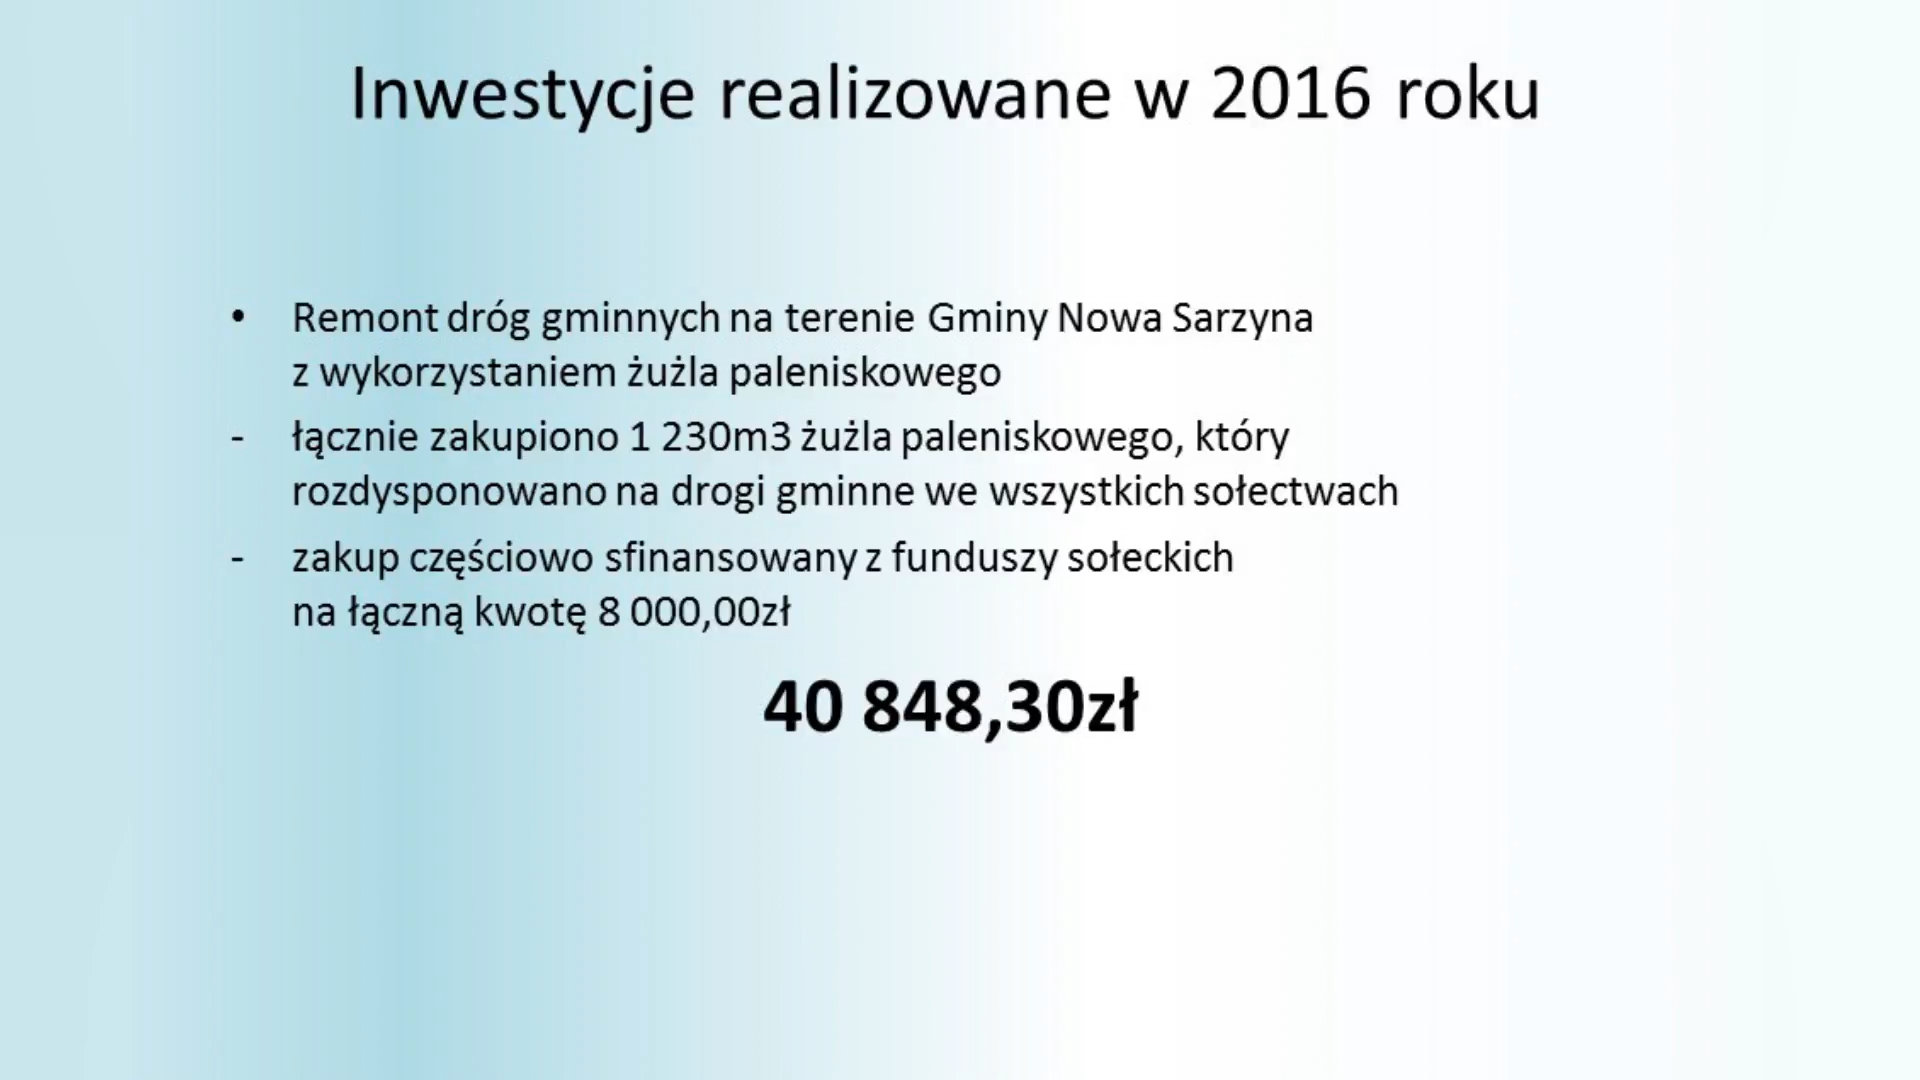 Inwestycje realizowane w 2016 roku
• Remont dróg gminnych na terenie Gminy Nowa Sarzyna
z wykorzystaniem żużla paleniskowego
- łącznie zakupiono 1 230m3 żużla paleniskowego, który
rozdysponowano na drogi gminne we wszystkich sołectwach
- zakup częściowo sfinansowany z funduszy sołeckich
na łączną kwotę 8 000,00zł
40 848,30zł